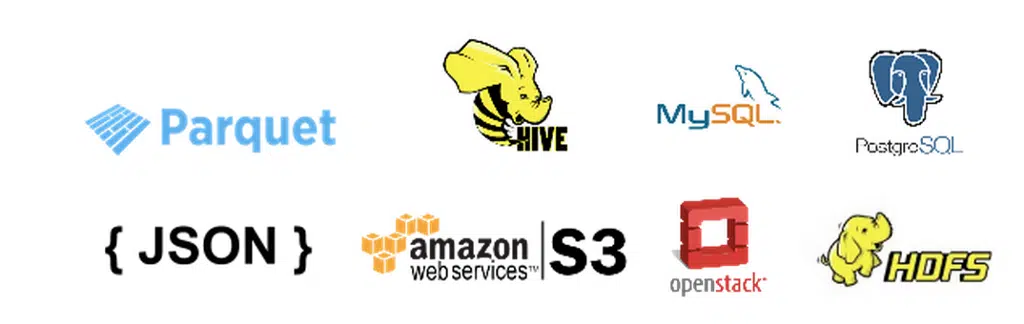 Parquet
HIVE
MySQL.
PostgreSQL
{ JSON }
amazon
web services™
S3
openstack
HDFS